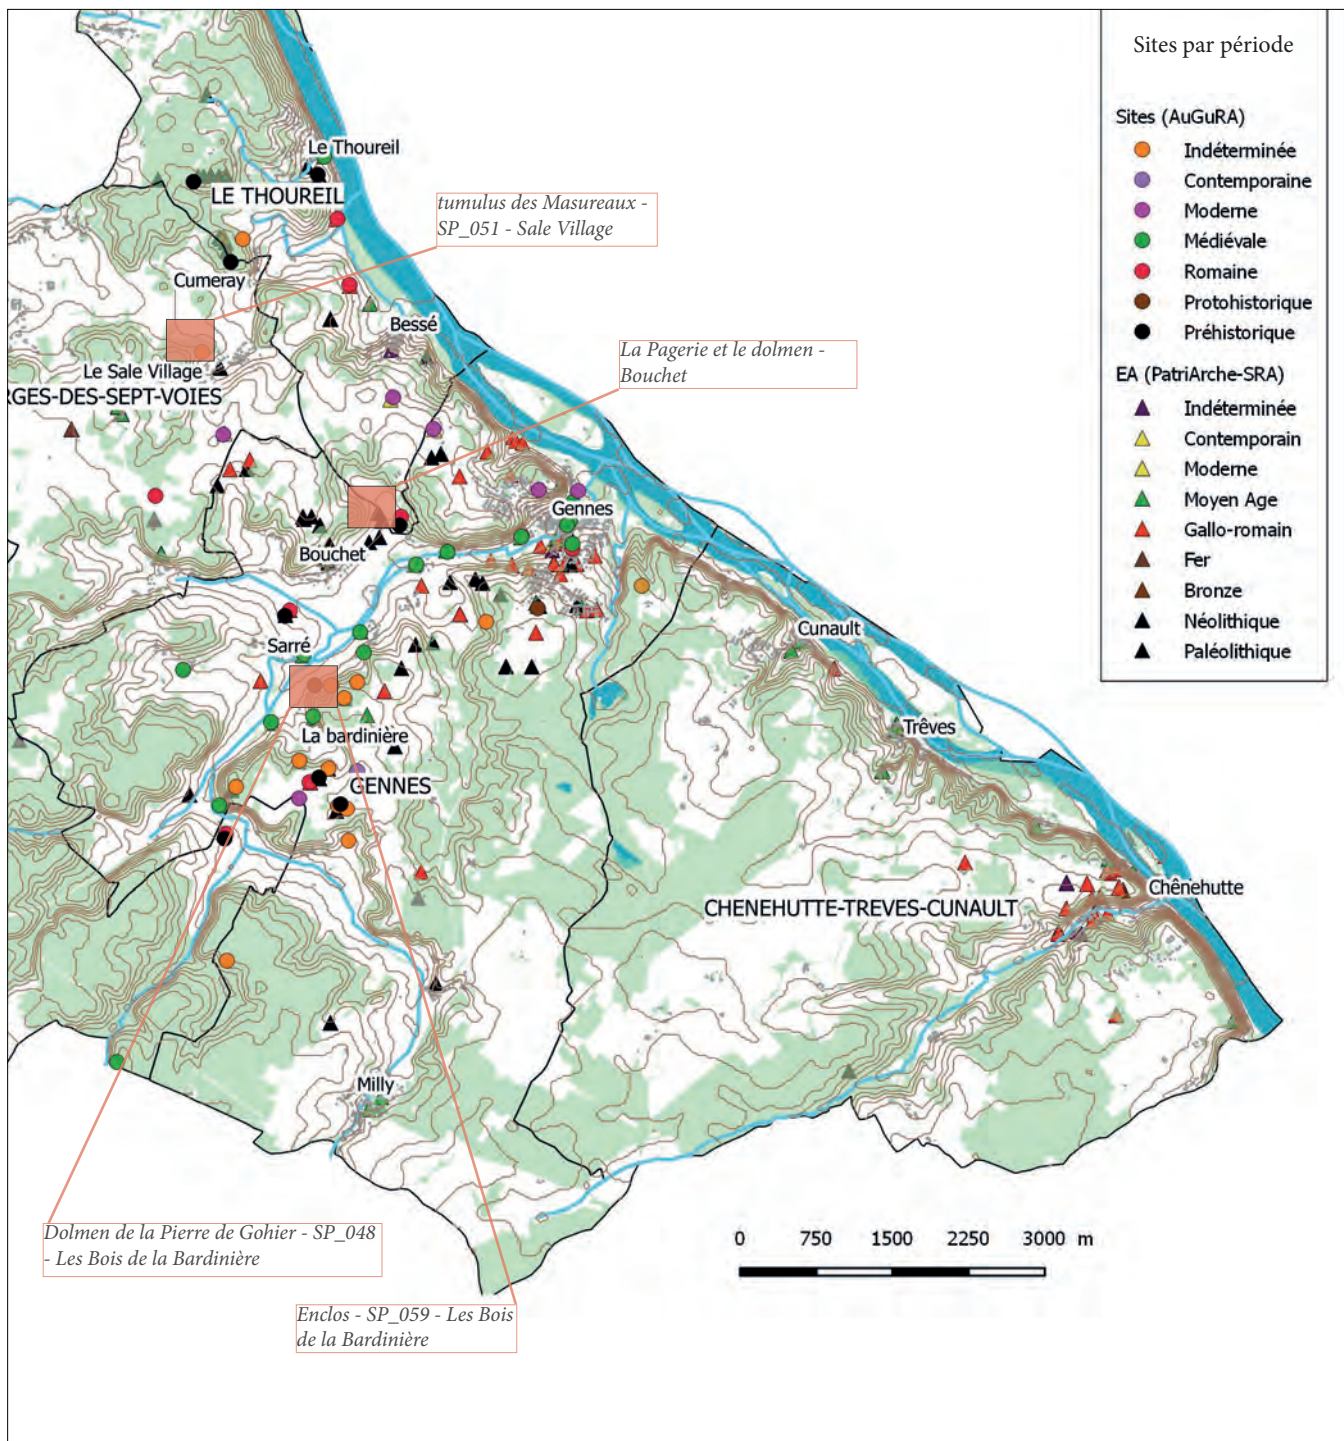 Sites par période
Sites (AuGuRA)
Indéterminée
Contemporaine
Moderne
Médiévale
Romaine
Protohistorique
Préhistorique
EA (PatriArche-SRA)
Indéterminée
Contemporain
Moderne
Moyen Age
Gallo-romain
Fer
Bronze
Néolithique
Paléolithique
Le Thoureil
LE THOUREIL
tumulus des Masureaux -
SP_051 - Sale Village
Cumeray
Bessé
La Pagerie et le dolmen -
Bouchet
Le Sale Village
RGES-DES-SEPT-VOIES
Gennes
Bouchet
Sarré
Cunault
La bardinière
Trêves
GENNES
Chênehutte
CHENEHUTTE-TREVES-CUNAULT
Milly
Dolmen de la Pierre de Gohier - SP_048
- Les Bois de la Bardinière
0 750 1500 2250 3000 m
Enclos - SP_059 - Les Bois
de la Bardinière